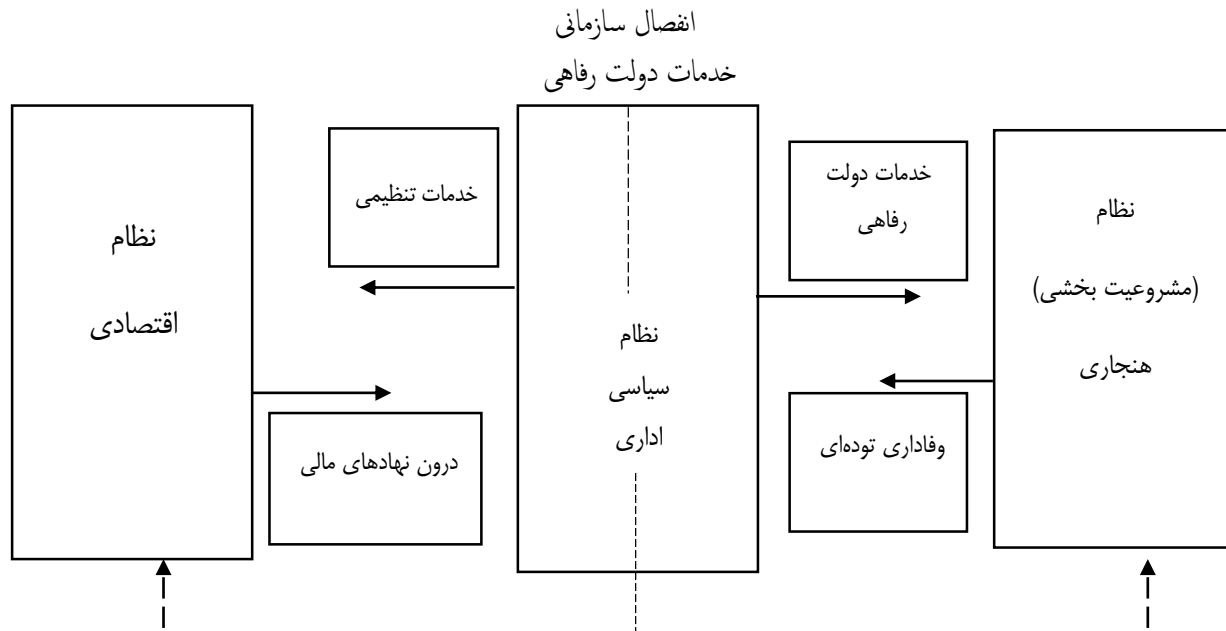 انفصال سازمانی
خدمات دولت رفاهی
نظام
(مشروعیت بخشی)
هنجاری
خدمات دولت
رفاهی
وفاداری توده‌ای
نظام
سیاسی
اداری
خدمات تنظیمی
درون نهادهای مالی
نظام
اقتصادی